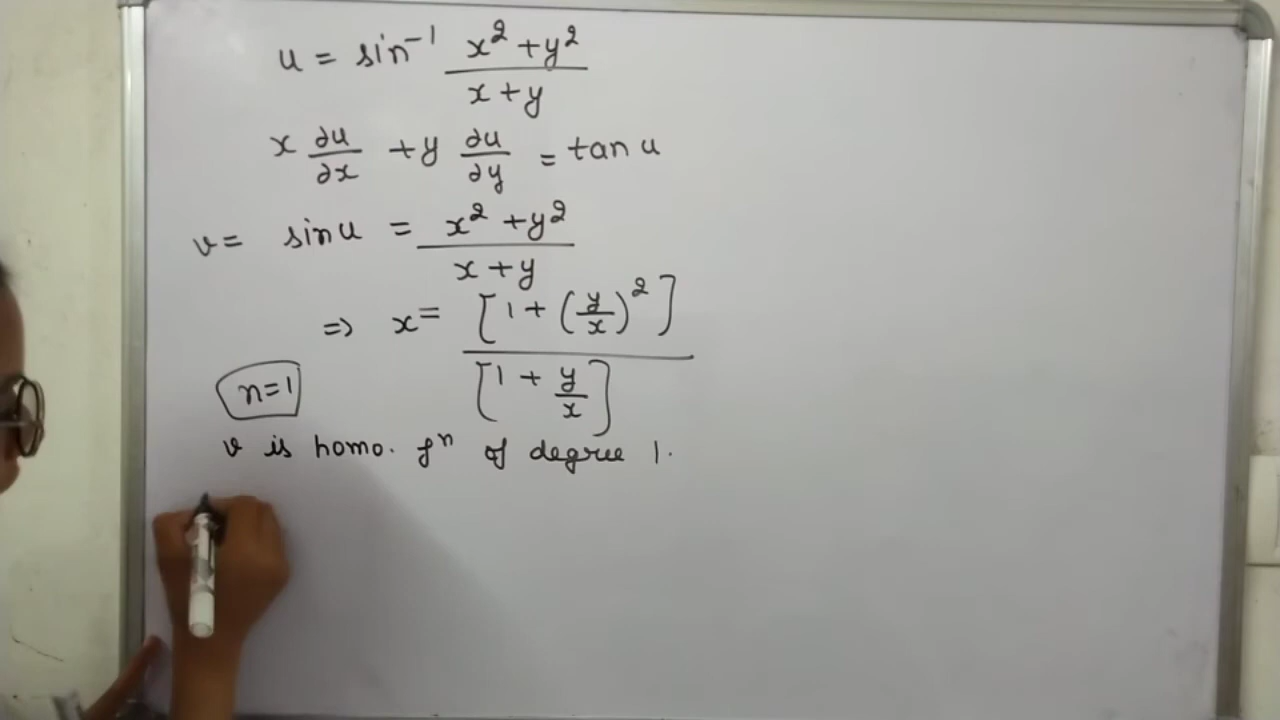 u = sin⁻¹ x² + y² / x + y
x ∂u/∂x + y ∂u/∂y = tan u
v = sin u = x² + y² / x + y
⇒ x = [1 + (y/x)²] / [1 + y/x]
n=1
v is homo. fⁿ of degree 1.